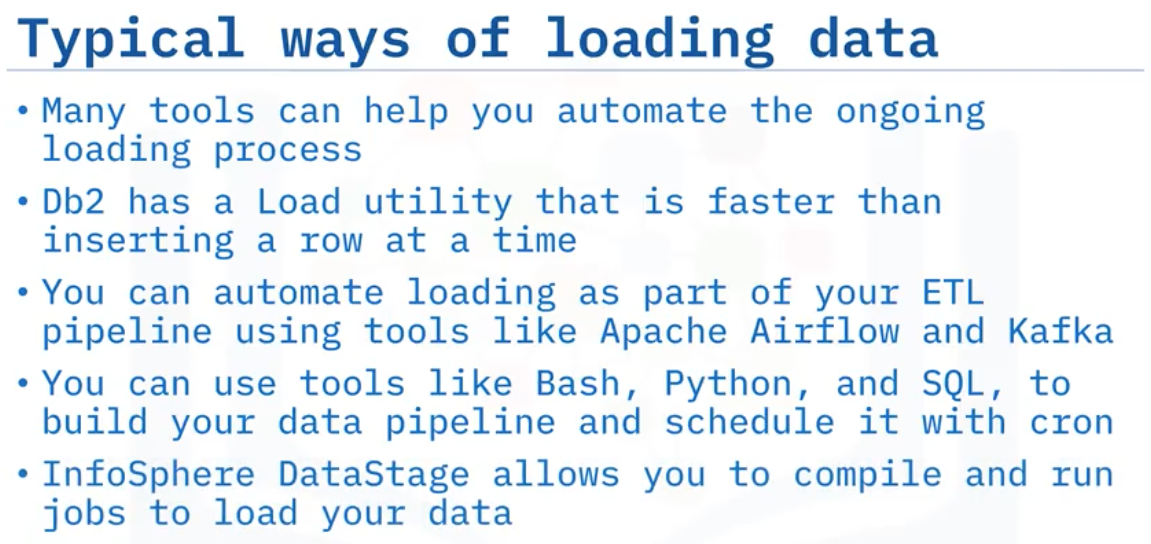 Typical ways of loading data
• Many tools can help you automate the ongoing
loading process
• Db2 has a Load utility that is faster than
inserting a row at a time
• You can automate loading as part of your ETL
pipeline using tools like Apache Airflow and Kafka
• You can use tools like Bash, Python, and SQL, to
build your data pipeline and schedule it with cron
• InfoSphere DataStage allows you to compile and run
jobs to load your data